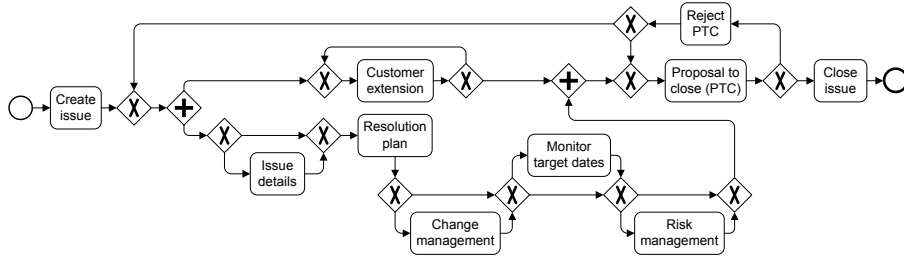 Reject
PTC
Create
issue
Customer
extension
Proposal to
close (PTC)
Close
issue
Issue
details
Resolution
plan
Monitor
target dates
Change
management
Risk
management